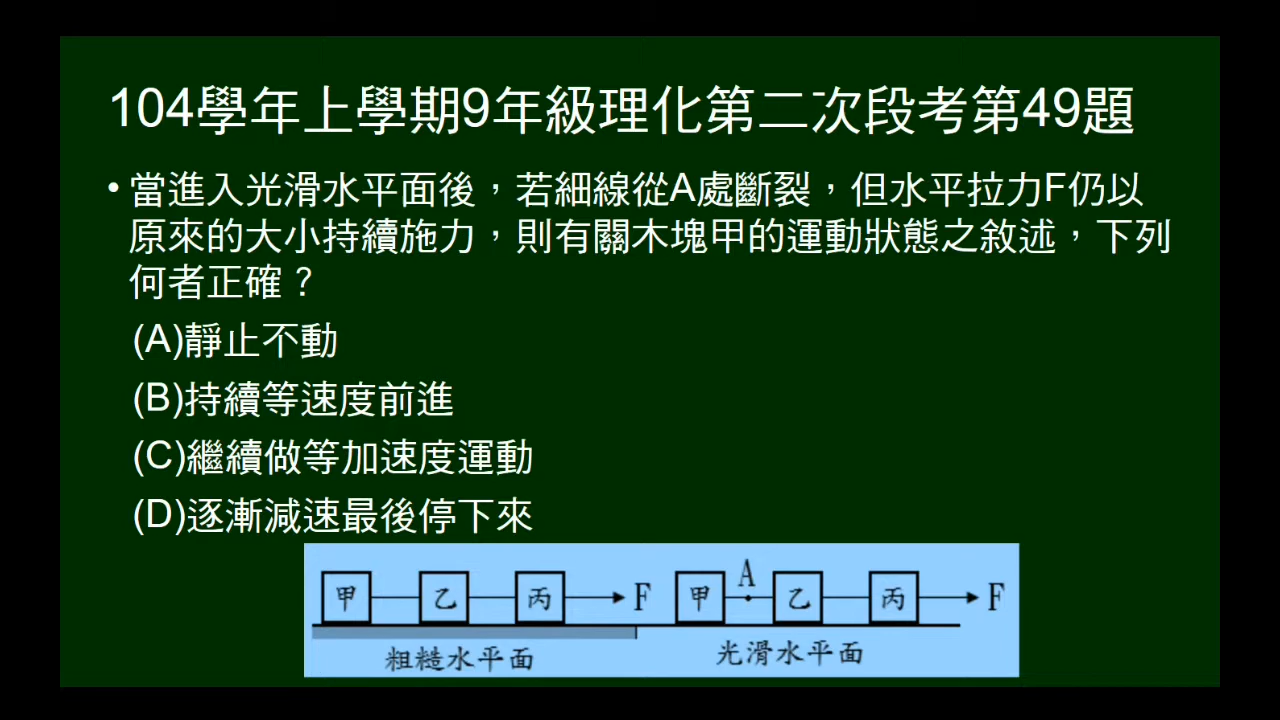 104學年上學期9年級理化第二次段考第49題
• 當進入光滑水平面後，若細線從A處斷裂，但水平拉力F仍以
原來的大小持續施力，則有關木塊甲的運動狀態之敘述，下列
何者正確？
(A)靜止不動
(B)持續等速度前進
(C)繼續做等加速度運動
(D)逐漸減速最後停下來
甲 乙 丙 F 甲 A 乙 丙 F
粗糙水平面 光滑水平面